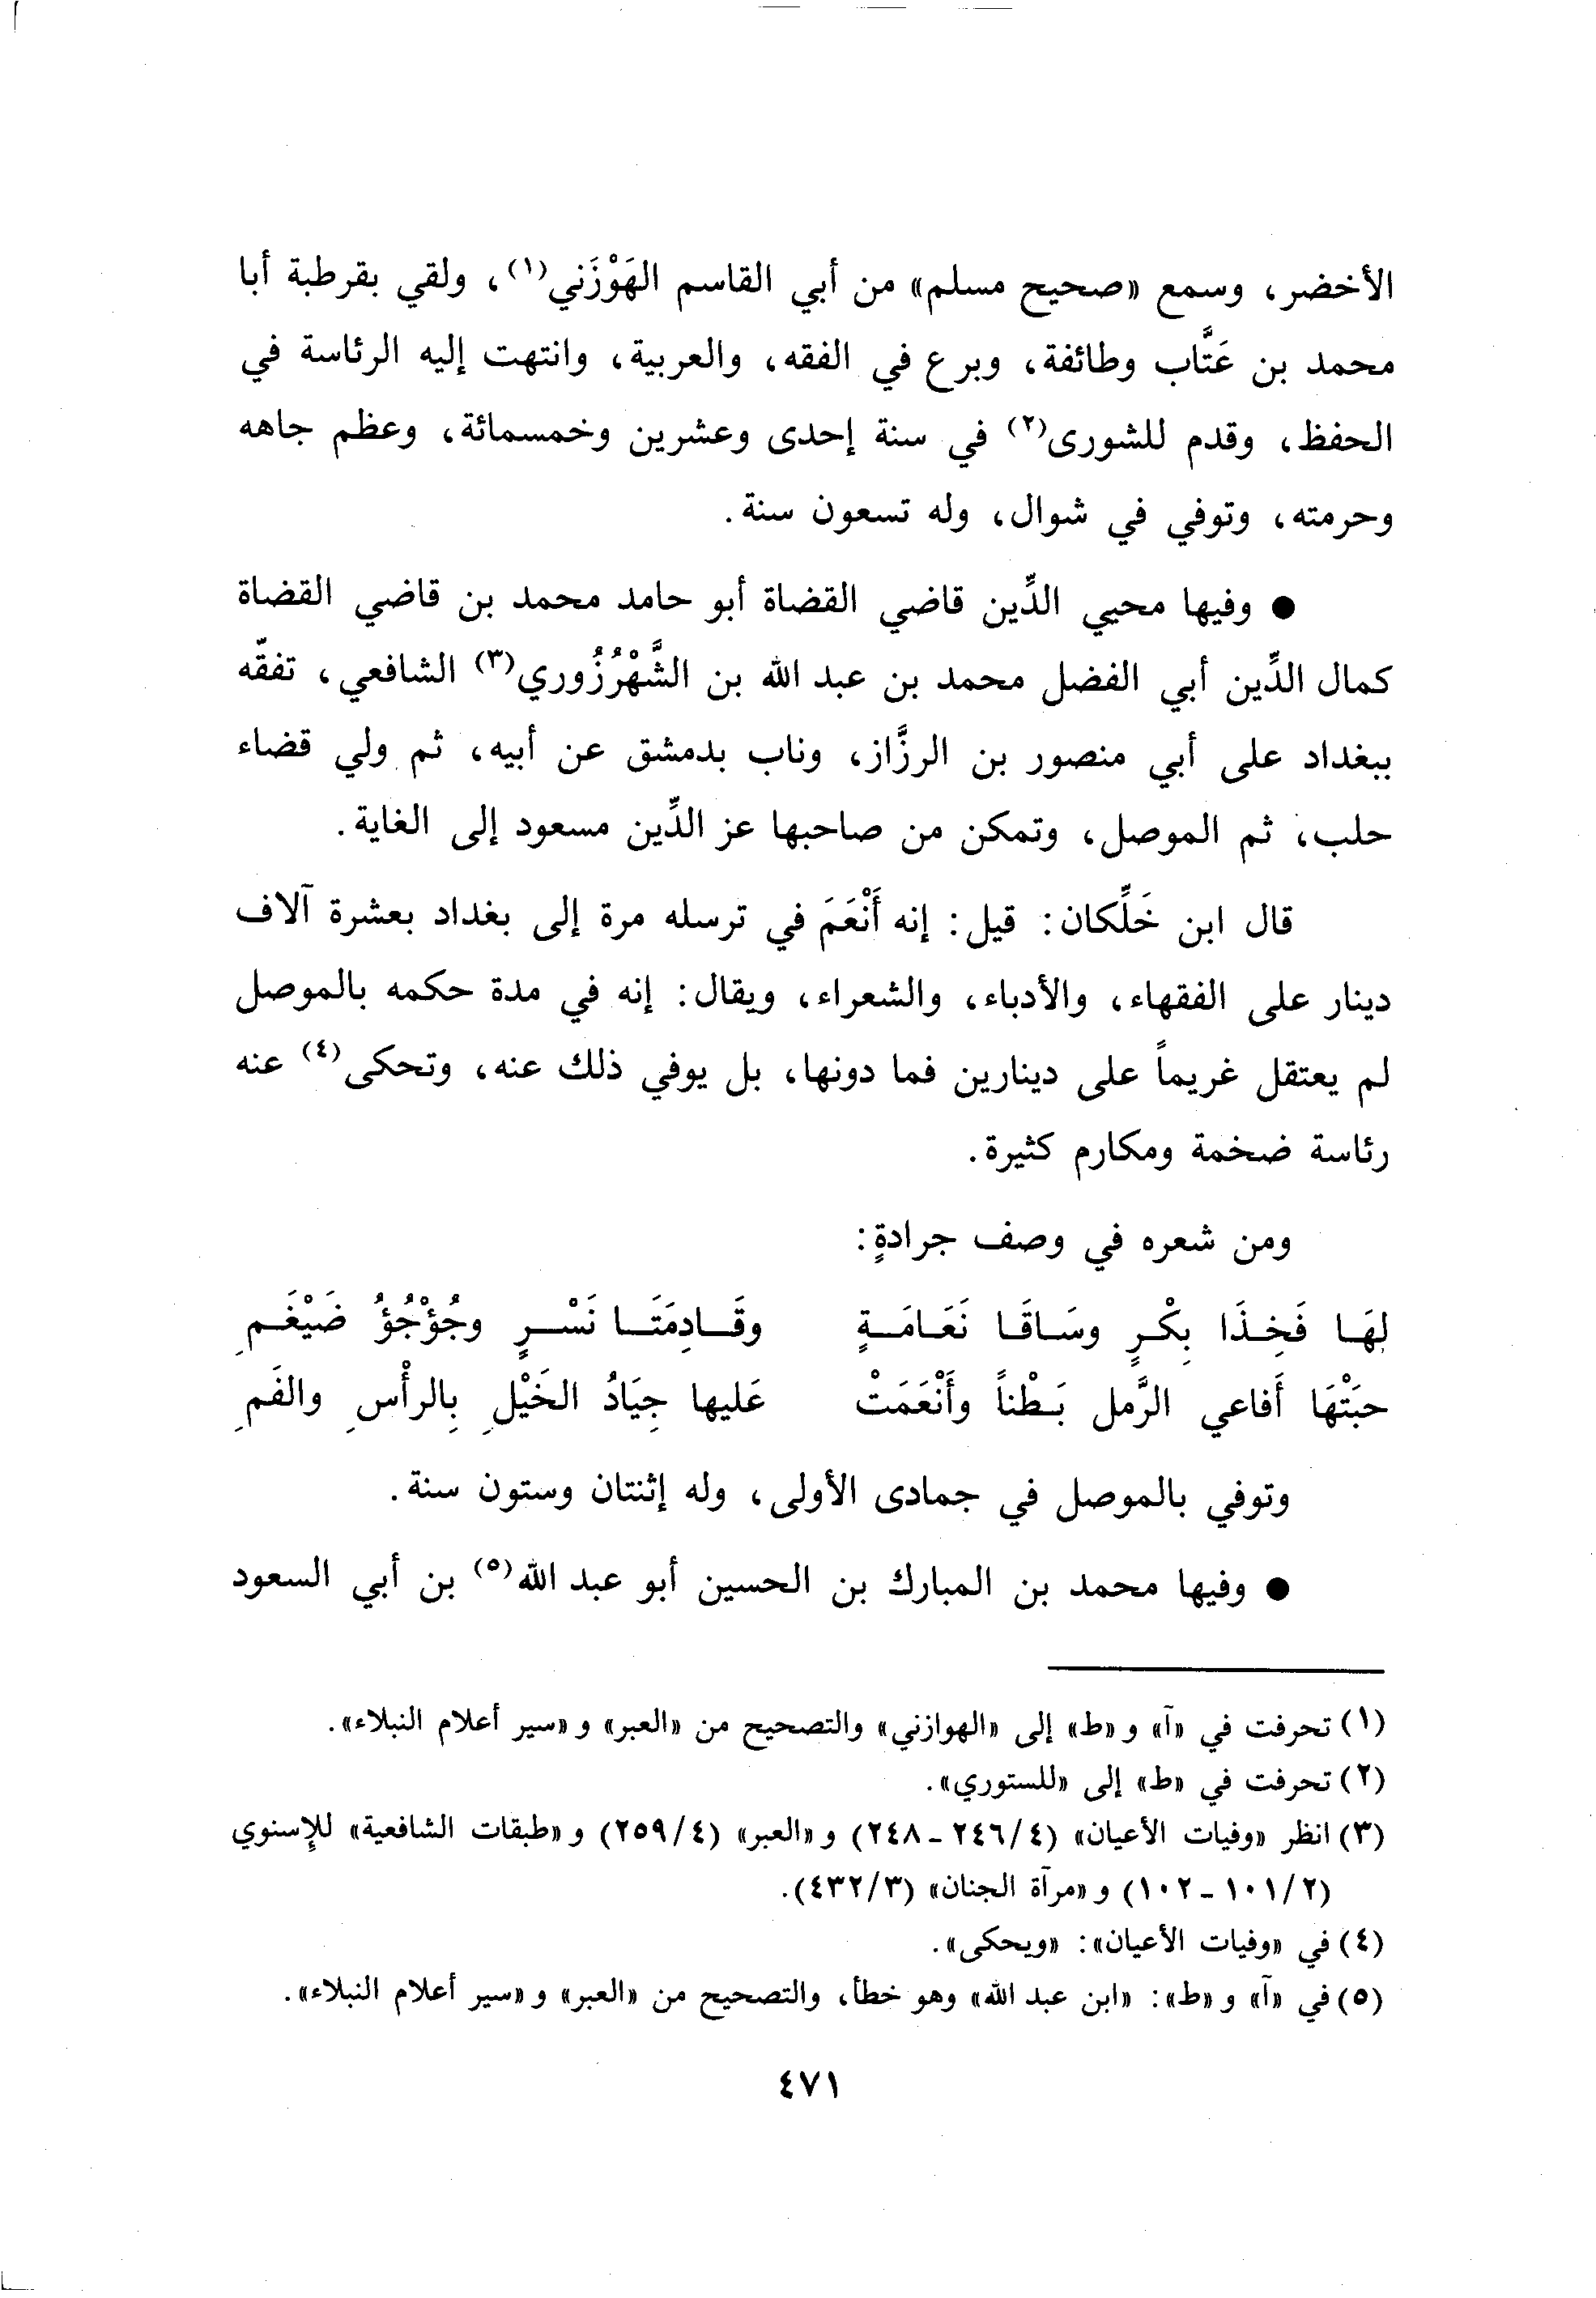 الأخضر، وسمع «صحيح مسلم» من أبي القاسم الهَوْزَني(١)، ولقي بقرطبة أبا
محمد بن عَتَّاب وطائفة، وبرع في الفقه، والعربية، وانتهت إليه الرئاسة في
الحفظ، وقدم للشورى(٢) في سنة إحدى وعشرين وخمسمائة، وعظم جاهه
وحرمته، وتوفي في شوال، وله تسعون سنة.
● وفيها محيي الدِّين قاضي القضاة أبو حامد محمد بن قاضي القضاة
كمال الدِّين أبي الفضل محمد بن عبد الله بن الشَّهْرُزُوري(٣) الشافعي، تفقّه
ببغداد على أبي منصور بن الرزَّاز، وناب بدمشق عن أبيه، ثم ولي قضاء
حلب، ثم الموصل، وتمكن من صاحبها عز الدِّين مسعود إلى الغاية.
قال ابن خَلِّكان: قيل: إنه أَنْعَمَ في ترسله مرة إلى بغداد بعشرة آلاف
دينار على الفقهاء، والأدباء، والشعراء، ويقال: إنه في مدة حكمه بالموصل
لم يعتقل غريماً على دينارين فما دونها، بل يوفي ذلك عنه، وتحكى(٤) عنه
رئاسة ضخمة ومكارم كثيرة.
ومن شعره في وصف جرادةٍ:
لهَا فَخِذَا بِكْرٍ وسَاقَا نَعَامَةٍ وقَادِمَتَا نَسْرٍ وجُؤْجُؤُ ضَيْغَمِ
حبَتْهَا أَفاعي الرَّمل بَطْناً وأَنْعَمَتْ عَليها جِيَادُ الخَيْلِ بِالرأْسِ والفَمِ
وتوفي بالموصل في جمادى الأولى، وله إثنتان وستون سنة.
● وفيها محمد بن المبارك بن الحسين أبو عبد الله(٥) بن أبي السعود
(١) تحرفت في «آ» و«ط» إلى «الهوازني» والتصحيح من «العبر» و«سير أعلام النبلاء».
(٢) تحرفت في «ط» إلى «للستوري».
(٣) انظر «وفيات الأعيان» (٢٤٦/٤ - ٢٤٨) و«العبر» (٢٥٩/٤) و«طبقات الشافعية» للإسنوي
(١٠١/٢ - ١٠٢) و«مرآة الجنان» (٤٣٢/٣).
(٤) في «وفيات الأعيان»: «ويحكى».
(٥) في «آ» و«ط»: «ابن عبد الله» وهو خطأ، والتصحيح من «العبر» و«سير أعلام النبلاء».
٤٧١